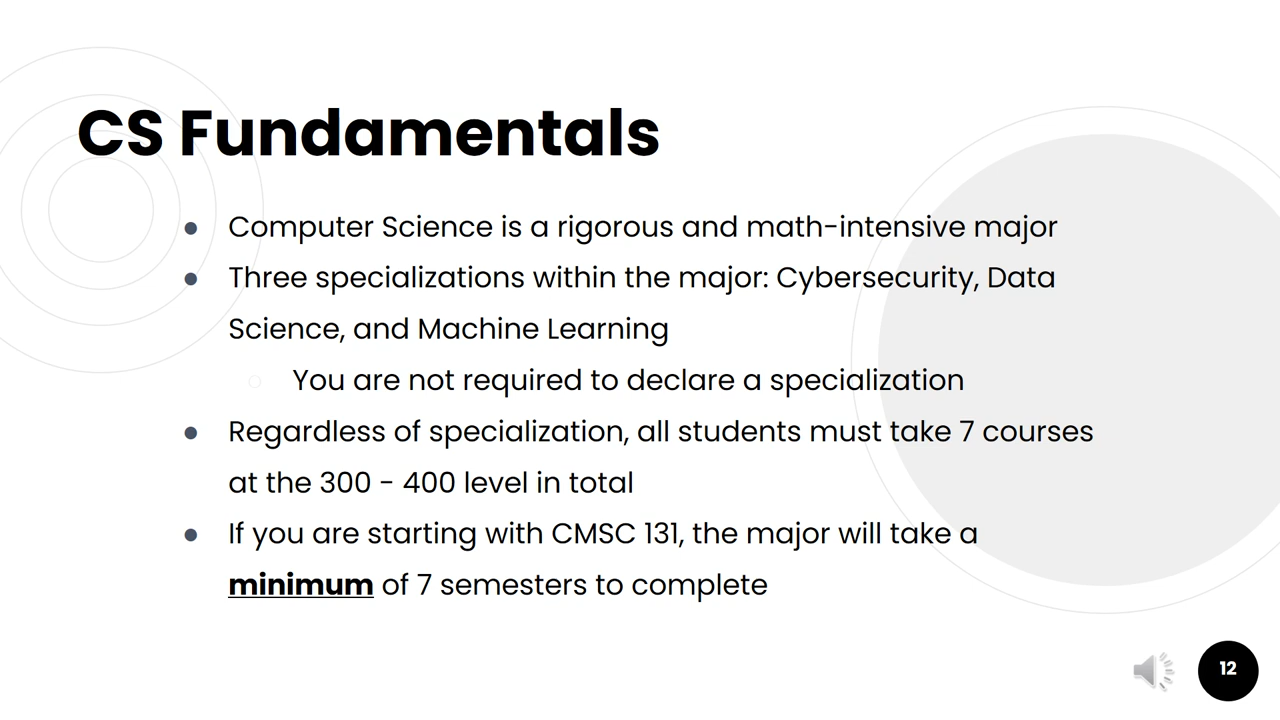 CS Fundamentals
● Computer Science is a rigorous and math-intensive major
● Three specializations within the major: Cybersecurity, Data
Science, and Machine Learning
○ You are not required to declare a specialization
● Regardless of specialization, all students must take 7 courses
at the 300 - 400 level in total
● If you are starting with CMSC 131, the major will take a
minimum of 7 semesters to complete
12